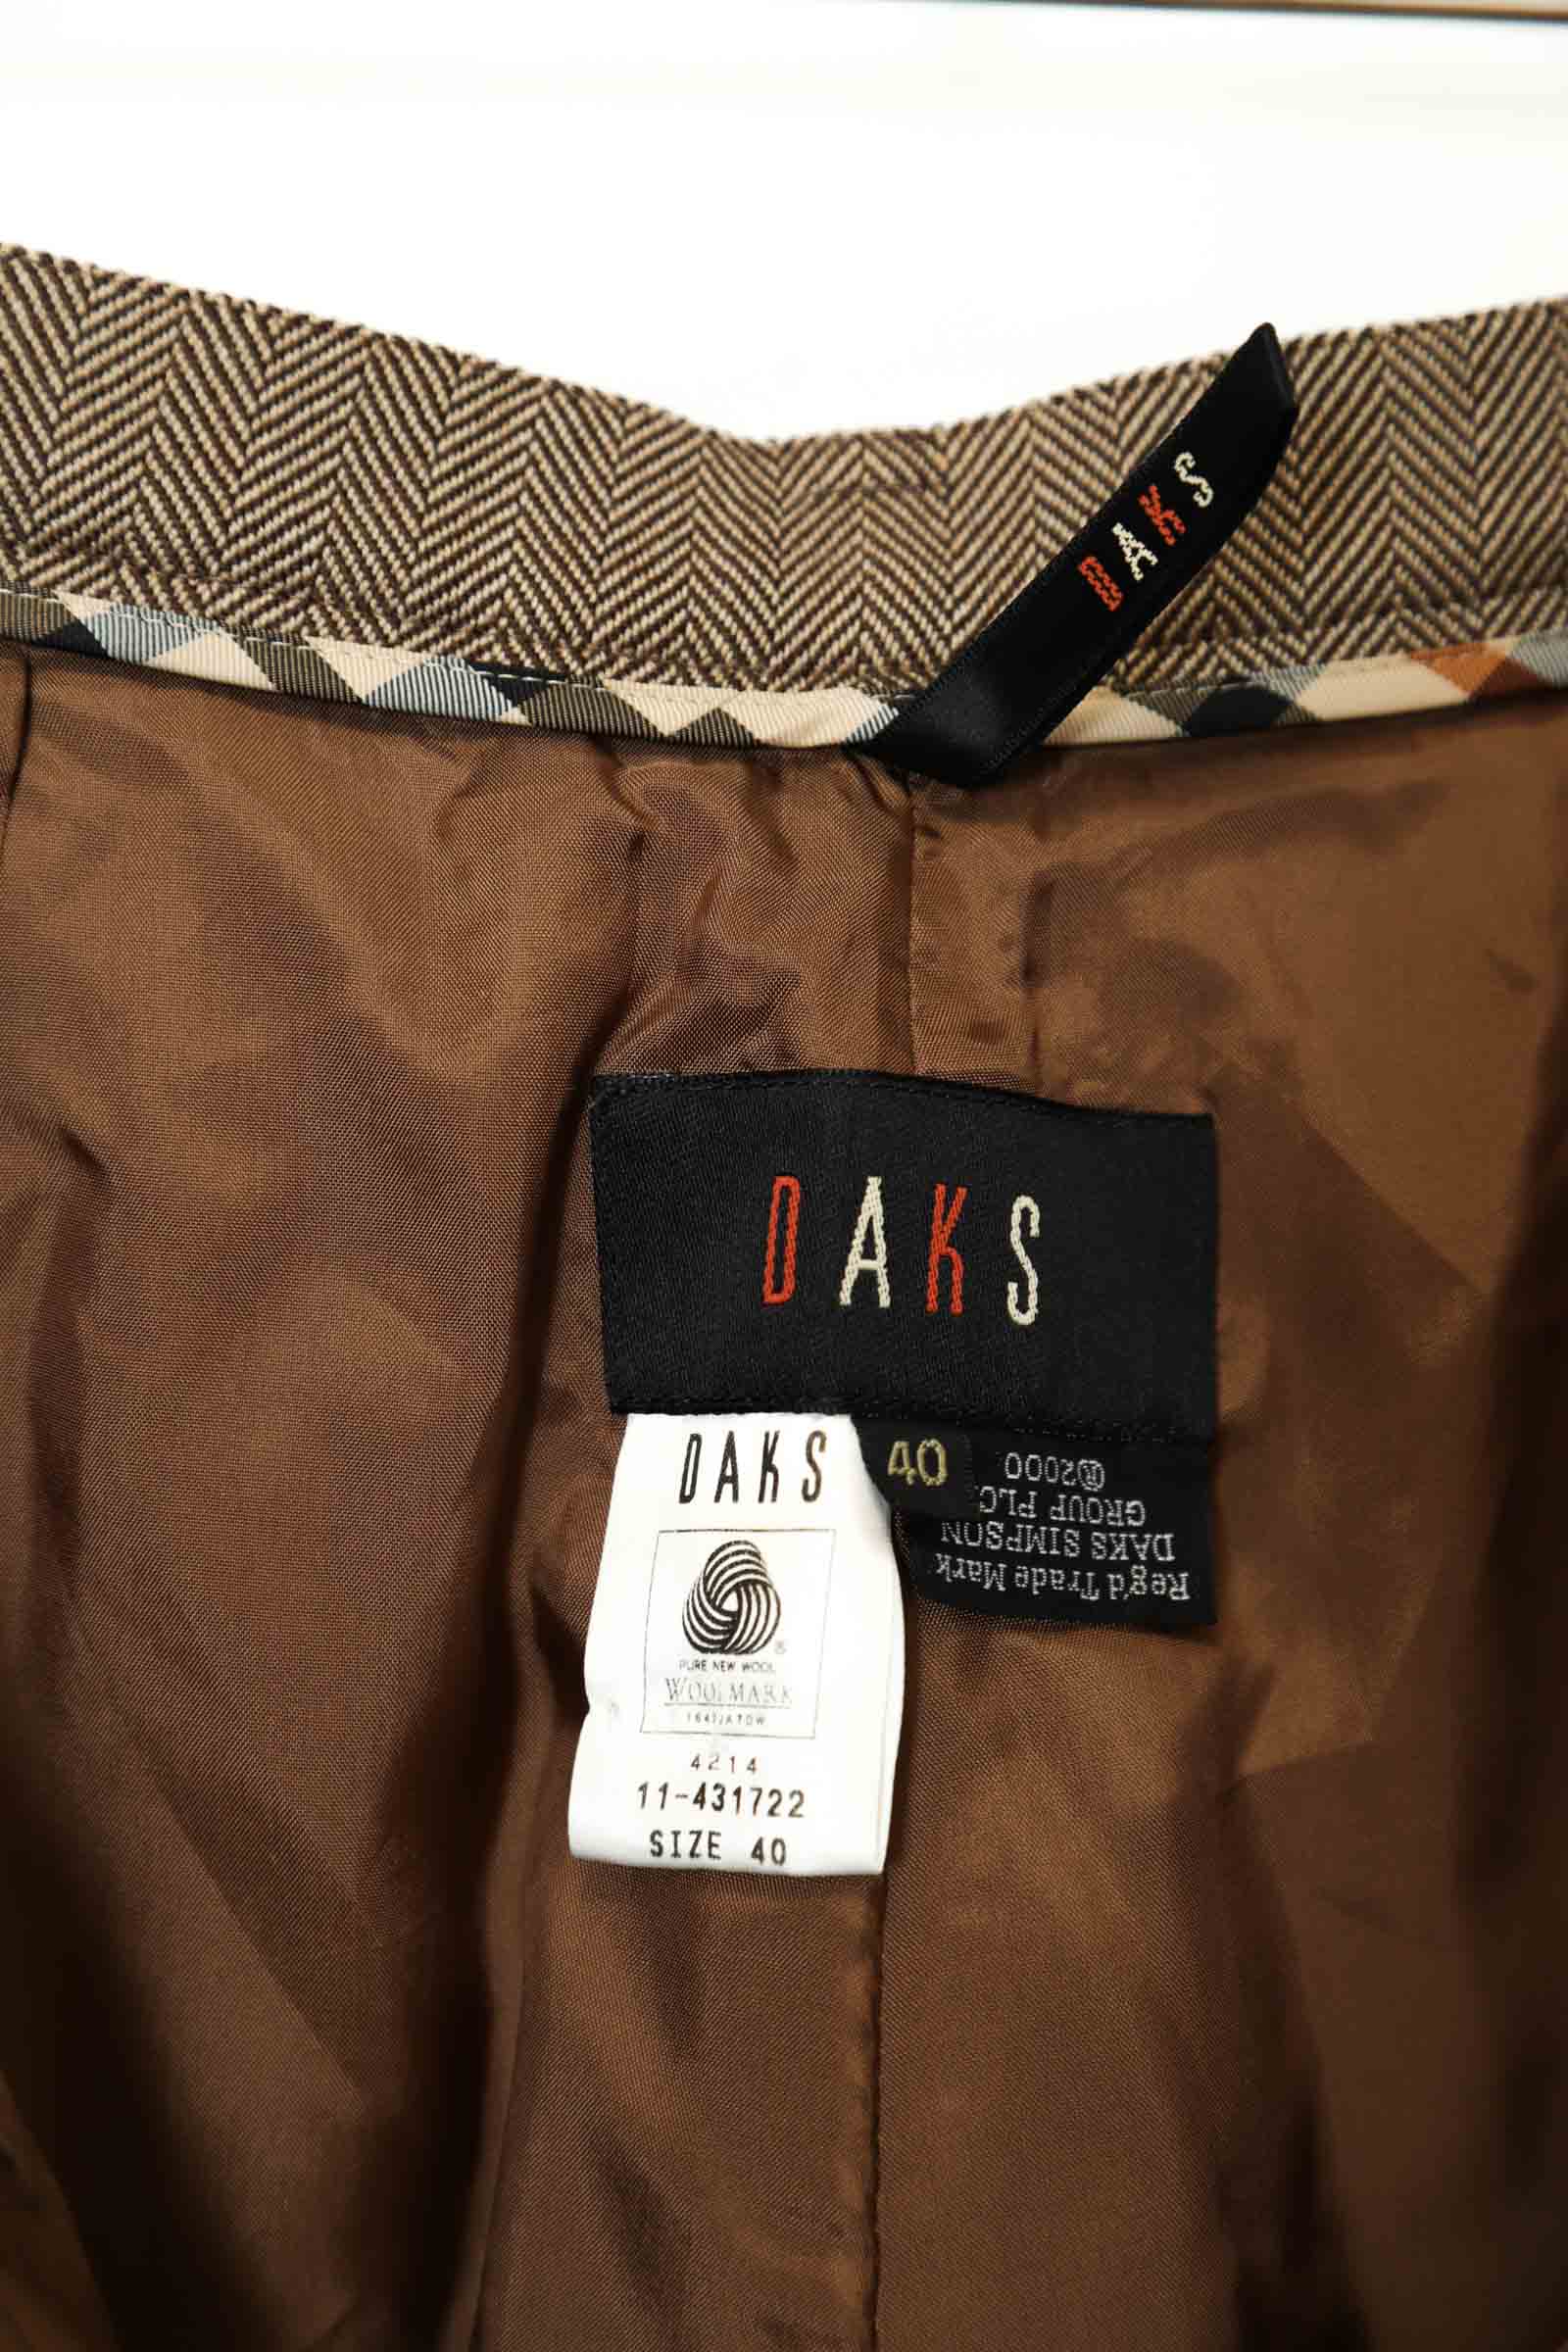 DAKS
DAKS
DAKS
40
®2000
GROUP PLC.
DAKS SIMPSON
Reg'd Trade Mark
®
PURE NEW WOOL
WOOLMARK
4214
11-431722
SIZE 40